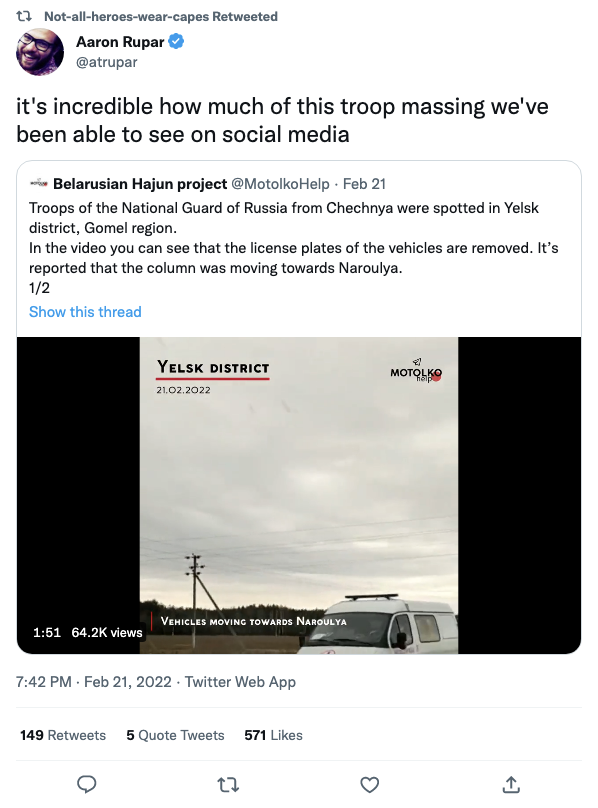 Not-all-heroes-wear-capes Retweeted
Aaron Rupar
@atrupar
it's incredible how much of this troop massing we've
been able to see on social media
Belarusian Hajun project @MotolkoHelp · Feb 21
Troops of the National Guard of Russia from Chechnya were spotted in Yelsk
district, Gomel region.
In the video you can see that the license plates of the vehicles are removed. It's
reported that the column was moving towards Naroulya.
1/2
Show this thread
YELSK DISTRICT
21.02.2022
MOTOLKO
help
VEHICLES MOVING TOWARDS NAROULYA
1:51 64.2K views
7:42 PM · Feb 21, 2022 · Twitter Web App
149 Retweets 5 Quote Tweets 571 Likes